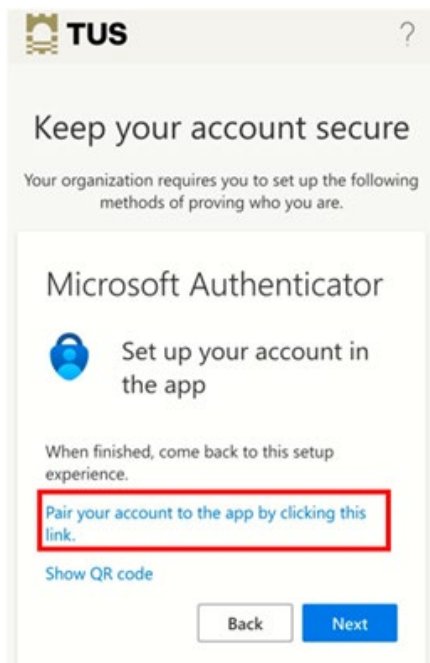 TUS ?
Keep your account secure
Your organization requires you to set up the following
methods of proving who you are.
Microsoft Authenticator
Set up your account in
the app
When finished, come back to this setup
experience.
Pair your account to the app by clicking this
link.
Show QR code
Back Next